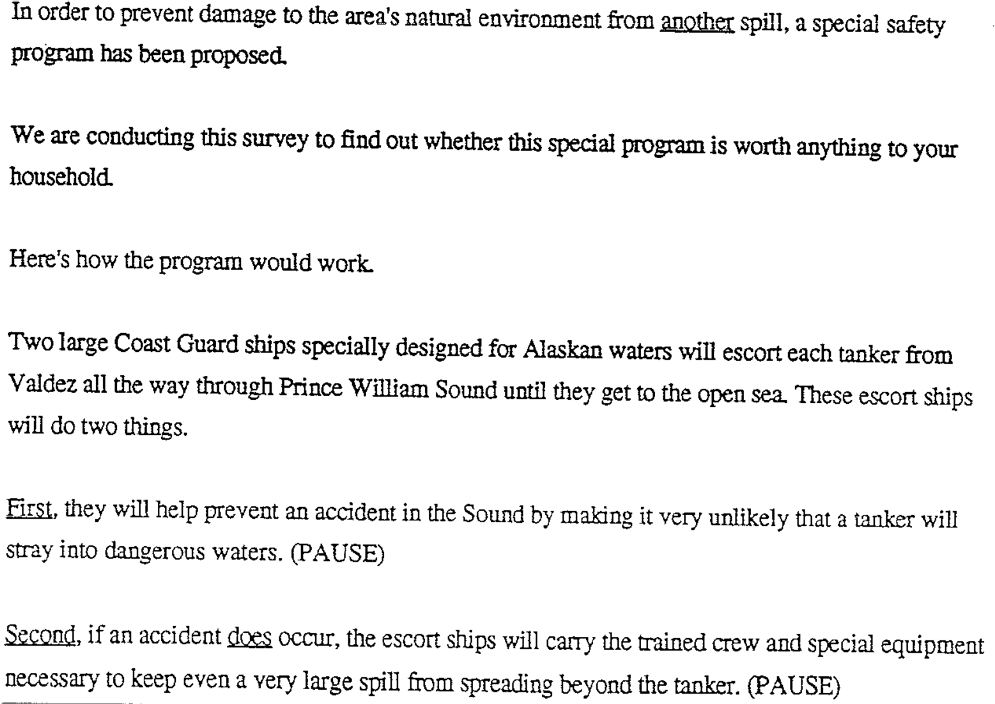 In order to prevent damage to the area's natural environment from another spill, a special safety
program has been proposed.
We are conducting this survey to find out whether this special program is worth anything to your
household.
Here's how the program would work.
Two large Coast Guard ships specially designed for Alaskan waters will escort each tanker from
Valdez all the way through Prince William Sound until they get to the open sea. These escort ships
will do two things.
First, they will help prevent an accident in the Sound by making it very unlikely that a tanker will
stray into dangerous waters. (PAUSE)
Second, if an accident does occur, the escort ships will carry the trained crew and special equipment
necessary to keep even a very large spill from spreading beyond the tanker. (PAUSE)